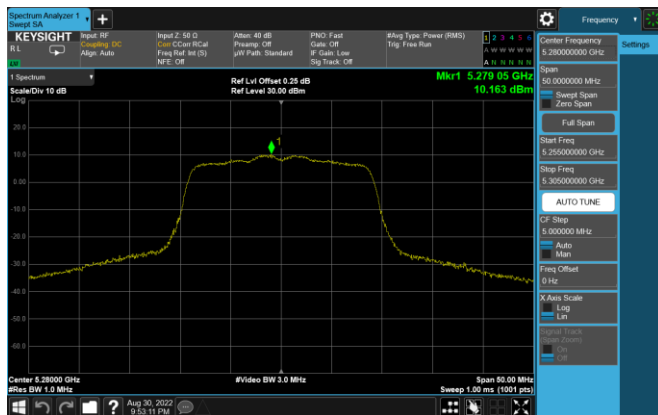 Spectrum Analyzer 1
Swept SA
+
Frequency
KEYSIGHT
RL
LXI
Input: RF
Coupling: DC
Align: Auto
Input Z: 50 Ω
Corr CCorr RCal
Freq Ref: Int (S)
NFE: Off
Atten: 40 dB
Preamp: Off
µW Path: Standard
PNO: Fast
Gate: Off
IF Gain: Low
Sig Track: Off
#Avg Type: Power (RMS)
Trig: Free Run
1 2 3 4 5 6
A W W W W W
A N N N N N
1 Spectrum
Scale/Div 10 dB
Log
Ref Lvl Offset 0.25 dB
Ref Level 30.00 dBm
Mkr1 5.279 05 GHz
10.163 dBm
1
20.0
10.0
0.00
-10.0
-20.0
-30.0
-40.0
-50.0
-60.0
Center 5.28000 GHz
#Res BW 1.0 MHz
#Video BW 3.0 MHz
Span 50.00 MHz
Sweep 1.00 ms (1001 pts)
Center Frequency
5.280000000 GHz
Span
50.0000000 MHz
Swept Span
Zero Span
Full Span
Start Freq
5.255000000 GHz
Stop Freq
5.305000000 GHz
AUTO TUNE
CF Step
5.000000 MHz
Auto
Man
Freq Offset
0 Hz
X Axis Scale
Log
Lin
Signal Track
(Span Zoom)
On
Off
Settings
?
Aug 30, 2022
9:53:11 PM